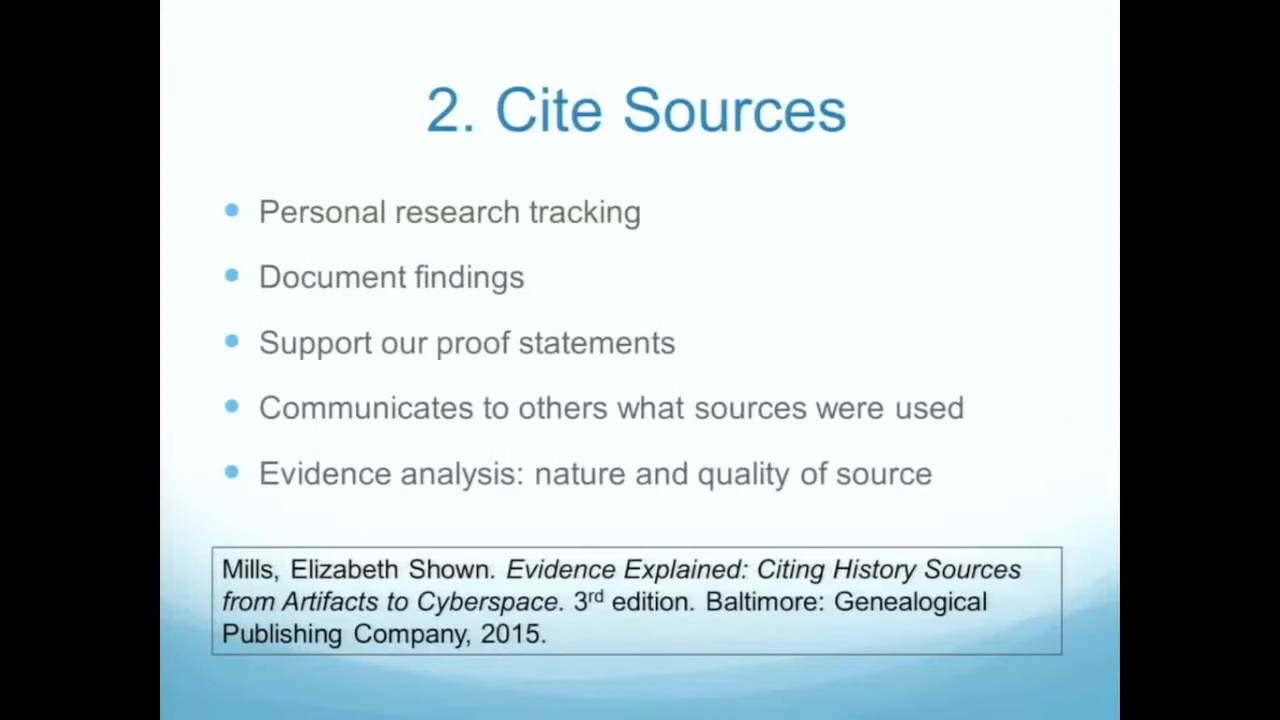 2. Cite Sources
Personal research tracking
Document findings
Support our proof statements
Communicates to others what sources were used
Evidence analysis: nature and quality of source
Mills, Elizabeth Shown. Evidence Explained: Citing History Sources
from Artifacts to Cyberspace. 3rd edition. Baltimore: Genealogical
Publishing Company, 2015.